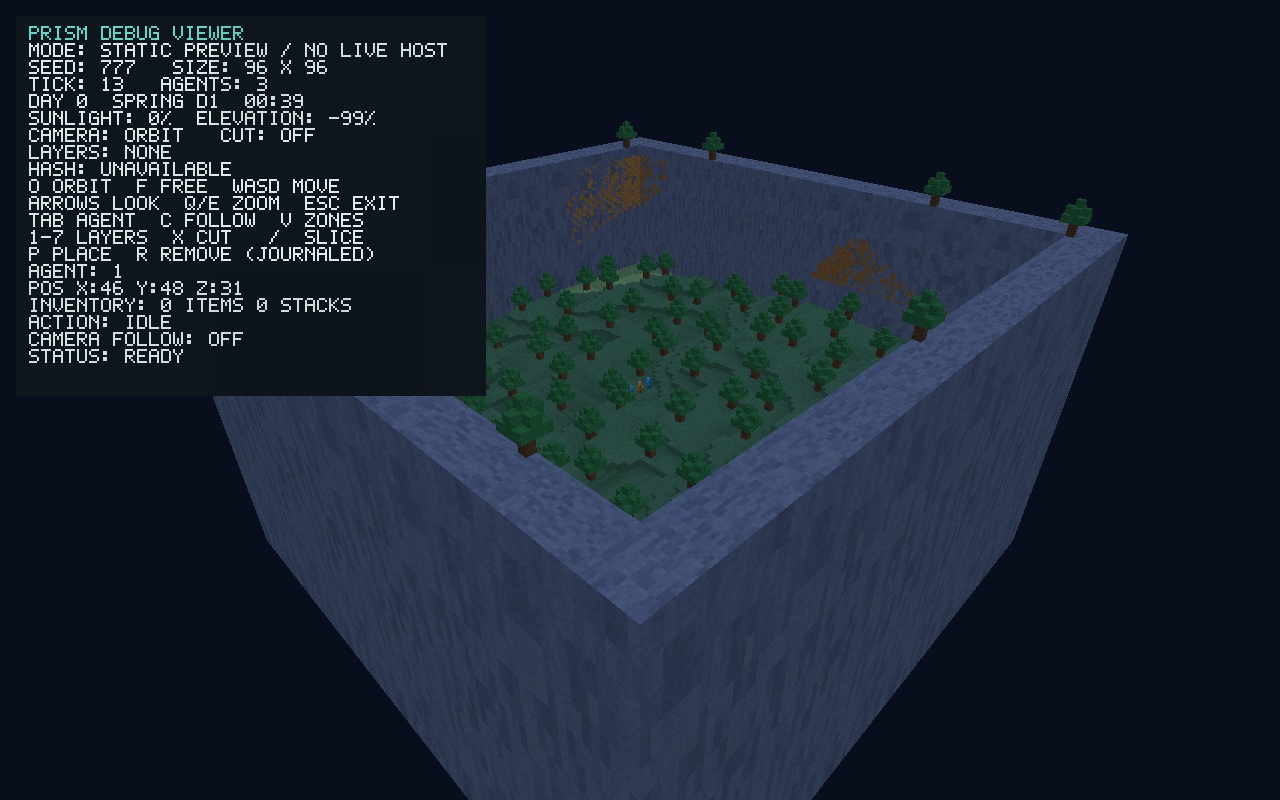 PRISM DEBUG VIEWER
MODE: STATIC PREVIEW / NO LIVE HOST
SEED: 777 SIZE: 96 X 96
TICK: 13 AGENTS: 3
DAY 0 SPRING D1 00:39
SUNLIGHT: 0% ELEVATION: -99%
CAMERA: ORBIT CUT: OFF
LAYERS: NONE
HASH: UNAVAILABLE
O ORBIT F FREE WASD MOVE
ARROWS LOOK Q/E ZOOM ESC EXIT
TAB AGENT C FOLLOW V ZONES
1-7 LAYERS X CUT / SLICE
P PLACE R REMOVE (JOURNALED)
AGENT: 1
POS X:46 Y:48 Z:31
INVENTORY: 0 ITEMS 0 STACKS
ACTION: IDLE
CAMERA FOLLOW: OFF
STATUS: READY